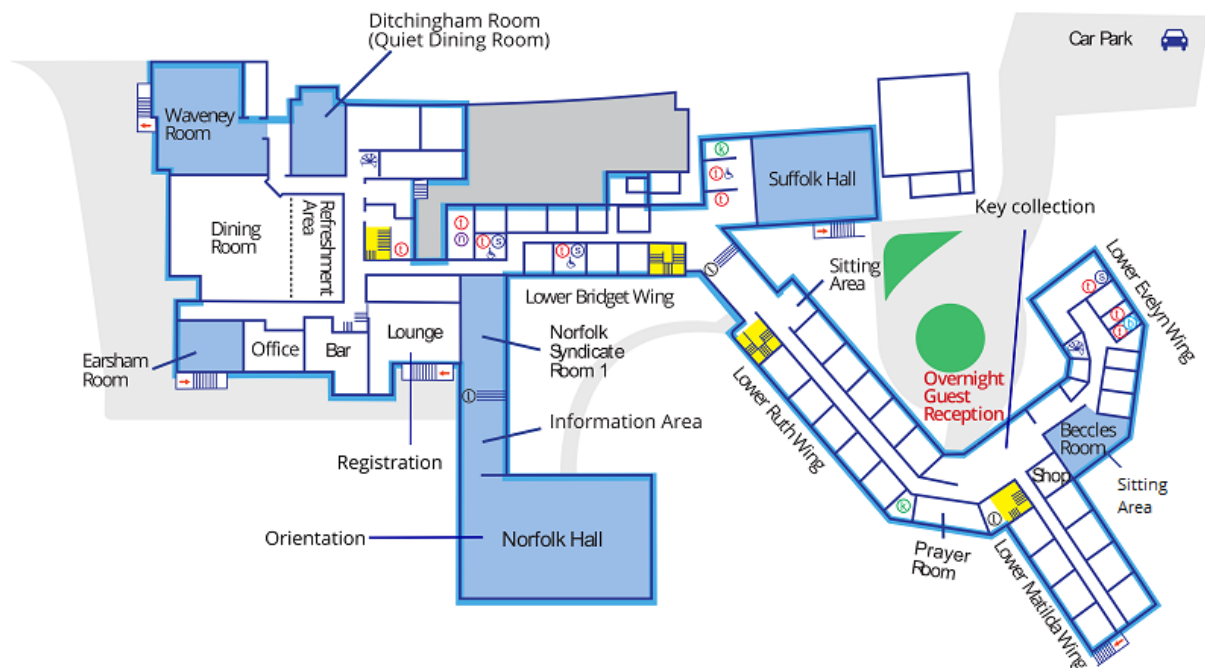 Ditchingham Room
(Quiet Dining Room)
Car Park
Waveney
Room
k
t
t
Suffolk Hall
Key collection
Dining
Room
Refreshment
Area
t
t
n
t
s
t
s
l
Sitting
Area
Lower Evelyn Wing
s
t
t
b
t
Lower Bridget Wing
Earsham
Room
Office
Bar
Lounge
Norfolk
Syndicate
Room 1
l
Information Area
Registration
Lower Ruth Wing
Overnight
Guest
Reception
Beccles
Room
Shop
Sitting
Area
Orientation
Norfolk Hall
k
Prayer
Room
l
Lower Matilda Wing